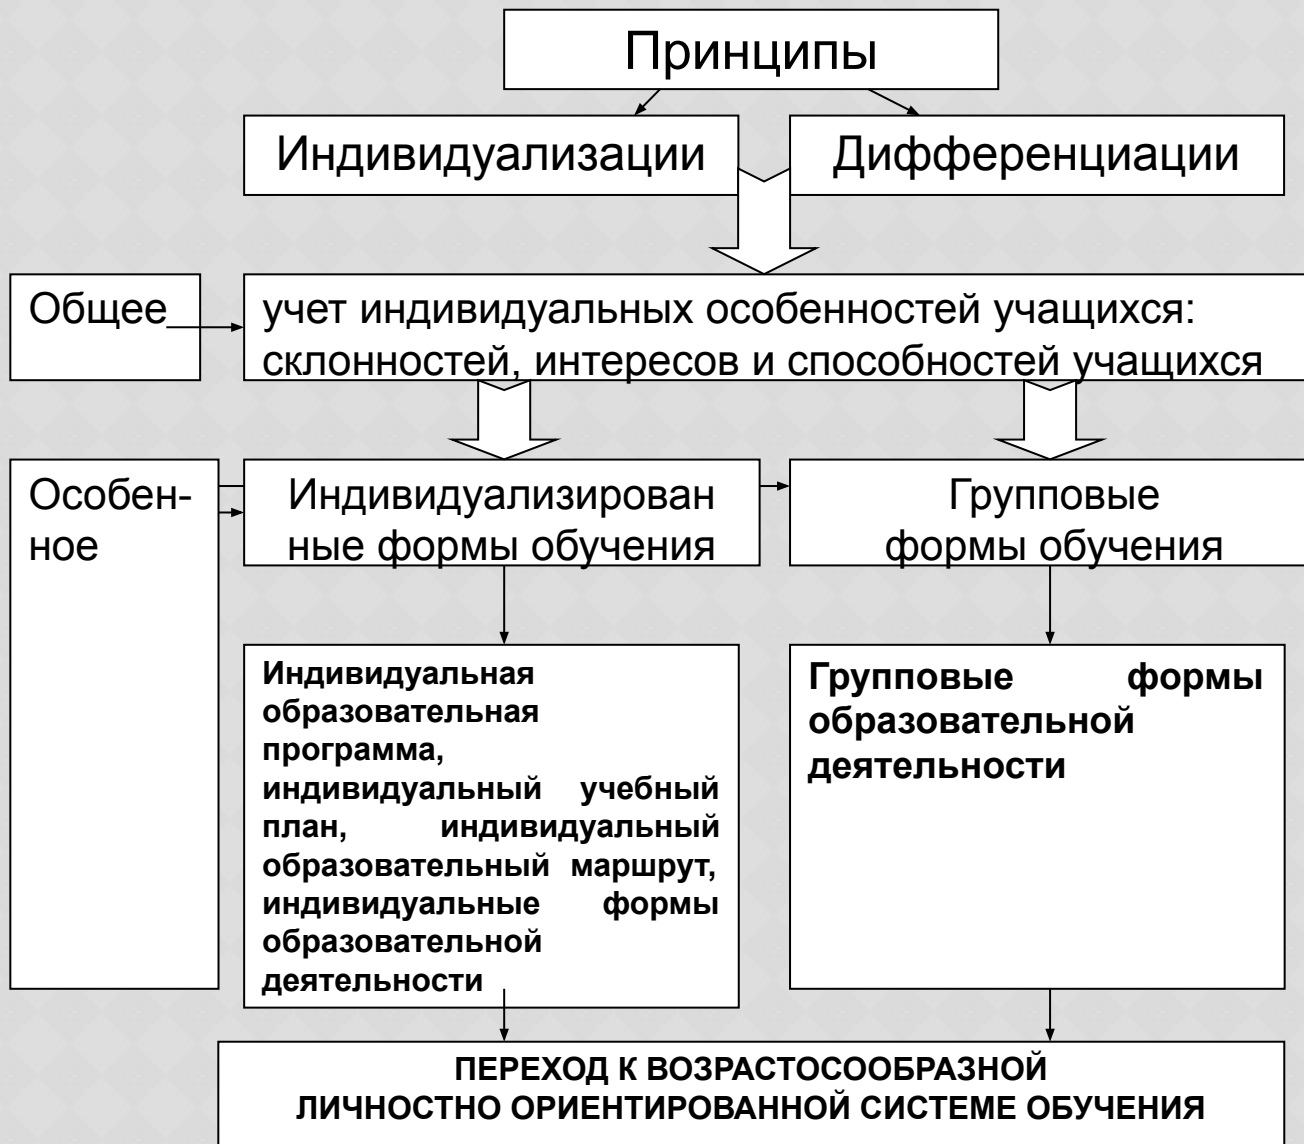 Принципы
Индивидуализации
Дифференциации
Общее
учет индивидуальных особенностей учащихся:
склонностей, интересов и способностей учащихся
Особен-
ное
Индивидуализирован
ные формы обучения
Групповые
формы обучения
Индивидуальная
образовательная
программа,
индивидуальный учебный
план, индивидуальный
образовательный маршрут,
индивидуальные формы
образовательной
деятельности
Групповые формы
образовательной
деятельности
ПЕРЕХОД К ВОЗРАСТОСООБРАЗНОЙ
ЛИЧНОСТНО ОРИЕНТИРОВАННОЙ СИСТЕМЕ ОБУЧЕНИЯ